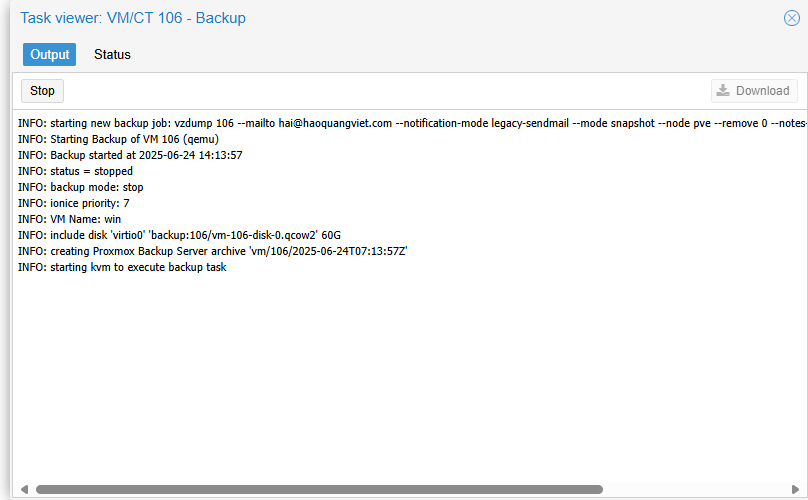 Task viewer: VM/CT 106 - Backup
Output Status
Stop Download
INFO: starting new backup job: vzdump 106 --mailto hai@haoquangviet.com --notification-mode legacy-sendmail --mode snapshot --node pve --remove 0 --notes-
INFO: Starting Backup of VM 106 (qemu)
INFO: Backup started at 2025-06-24 14:13:57
INFO: status = stopped
INFO: backup mode: stop
INFO: ionice priority: 7
INFO: VM Name: win
INFO: include disk 'virtio0' 'backup:106/vm-106-disk-0.qcow2' 60G
INFO: creating Proxmox Backup Server archive 'vm/106/2025-06-24T07:13:57Z'
INFO: starting kvm to execute backup task